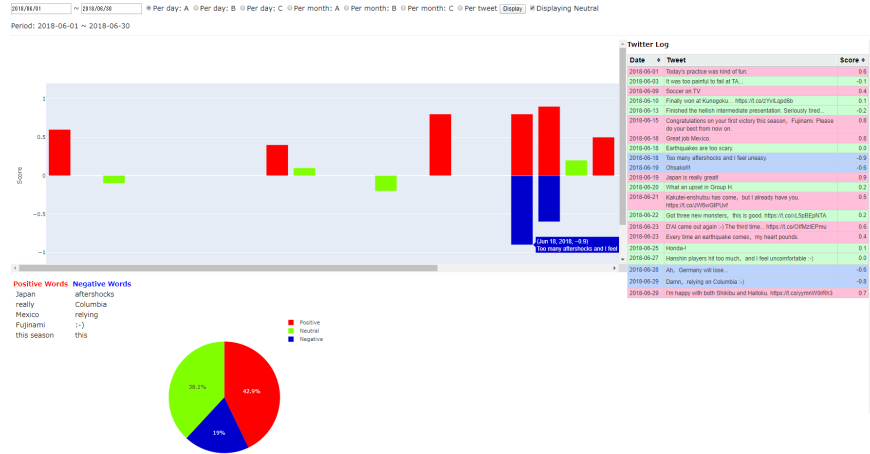 2018/06/01 ~ 2018/06/30 Per day: A Per day: B Per day: C Per month: A Per month: B Per month: C Per tweet Display Displaying Neutral
Period: 2018-06-01 ~ 2018-06-30
1
0.5
0
−0.5
−1
Score
(Jun 18, 2018, −0.9)
Too many aftershocks and I feel
Twitter Log
Date Tweet Score
2018-06-01 Today's practice was kind of fun. 0.6
2018-06-03 It was too painful to fail at TA... -0.1
2018-06-09 Soccer on TV 0.4
2018-06-10 Finally won at Kurogoku... 0.1
2018-06-13 Finished the hellish intermediate presentation. Seriously tired... -0.2
2018-06-15 Congratulations on your first victory this season, Fujinami. Please 0.8
do your best from now on.
2018-06-18 Great job Mexico. 0.8
2018-06-18 Earthquakes are too scary. 0.0
2018-06-18 Too many aftershocks and I feel uneasy. -0.9
2018-06-19 Ohsako!!! -0.6
2018-06-19 Japan is really great! 0.9
2018-06-20 What an upset in Group H. 0.2
2018-06-21 Kakutei-enshutsu has come, but I already have you. 0.5
2018-06-22 Got three new monsters, this is good. 0.2
2018-06-23 D'Al came out again :-) The third time... 0.6
2018-06-23 Every time an earthquake comes, my heart pounds. 0.4
2018-06-25 Honda-! 0.1
2018-06-27 Hanshin players hit too much, and I feel uncomfortable :-) 0.0
2018-06-28 Ah, Germany will lose... -0.6
2018-06-29 Damn, relying on Columbia :-) -0.8
2018-06-29 I'm happy with both Shikibu and Haitoku. 0.7
Positive Words Negative Words
Japan aftershocks
really Columbia
Mexico relying
Fujinami :-)
this season this
Positive
Neutral
Negative
38.1%
42.9%
19%